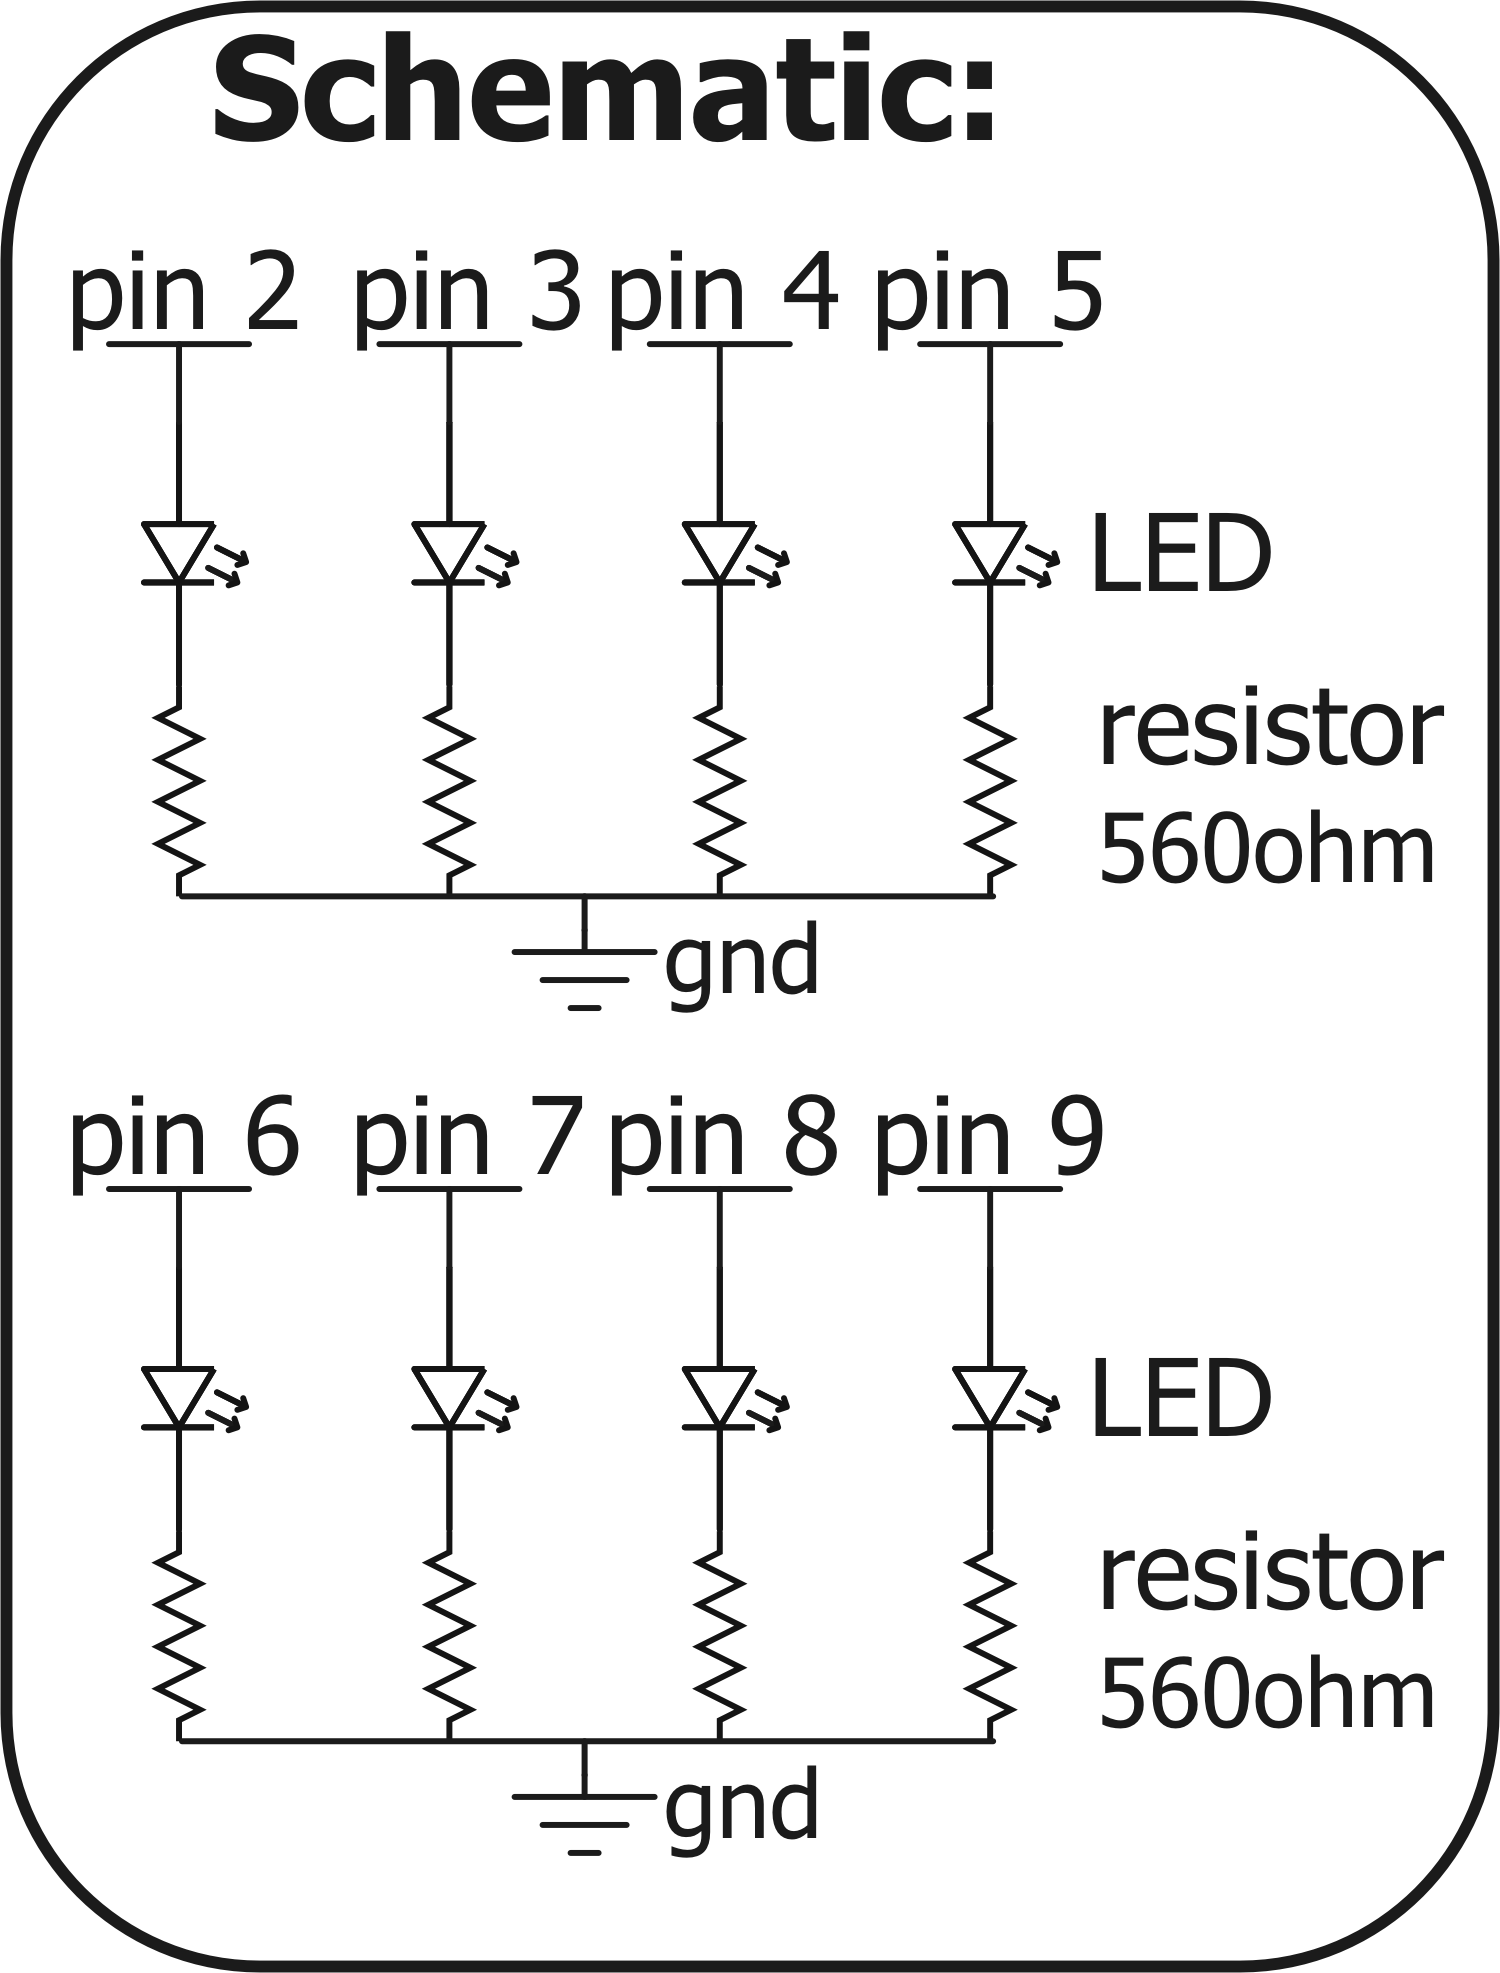 Schematic:
pin 2 pin 3 pin 4 pin 5
LED
resistor
560ohm
gnd
pin 6 pin 7 pin 8 pin 9
LED
resistor
560ohm
gnd